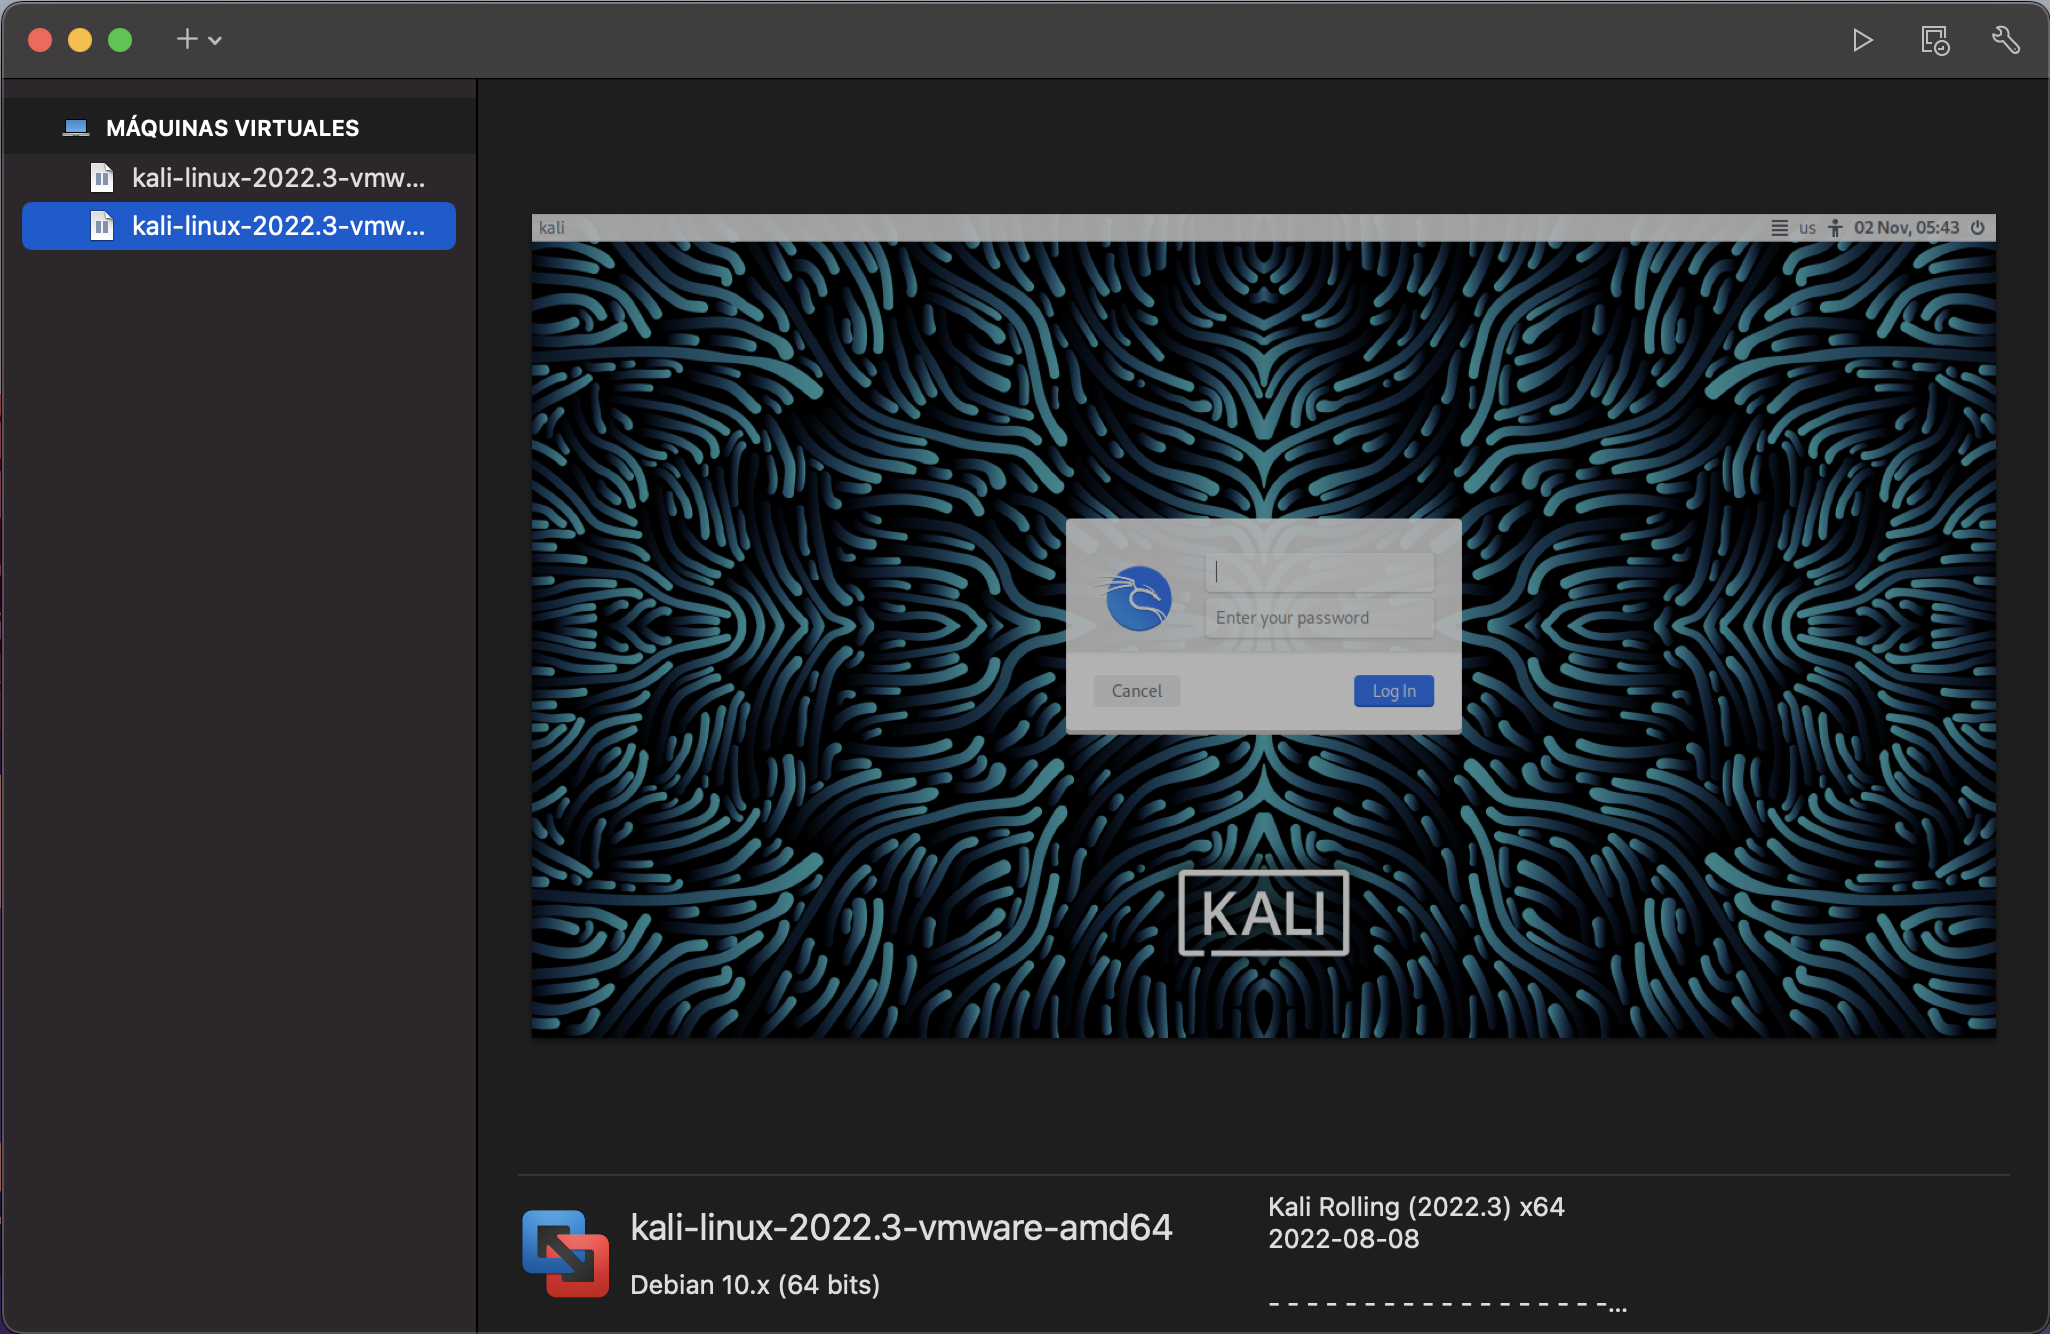 MÁQUINAS VIRTUALES
kali-linux-2022.3-vmw...
kali-linux-2022.3-vmw...
kali
us
02 Nov, 05:43
Enter your password
Cancel
Log In
KALI
kali-linux-2022.3-vmware-amd64
Debian 10.x (64 bits)
Kali Rolling (2022.3) x64
2022-08-08
- - - - - - - - - - - - - - - - - -...